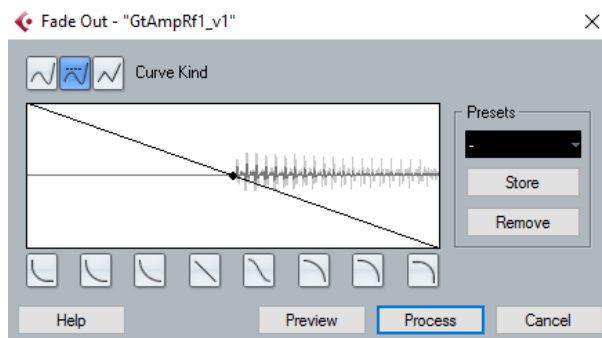 Fade Out - "GtAmpRf1_v1"
Curve Kind
Presets
-
Store
Remove
Help
Preview
Process
Cancel